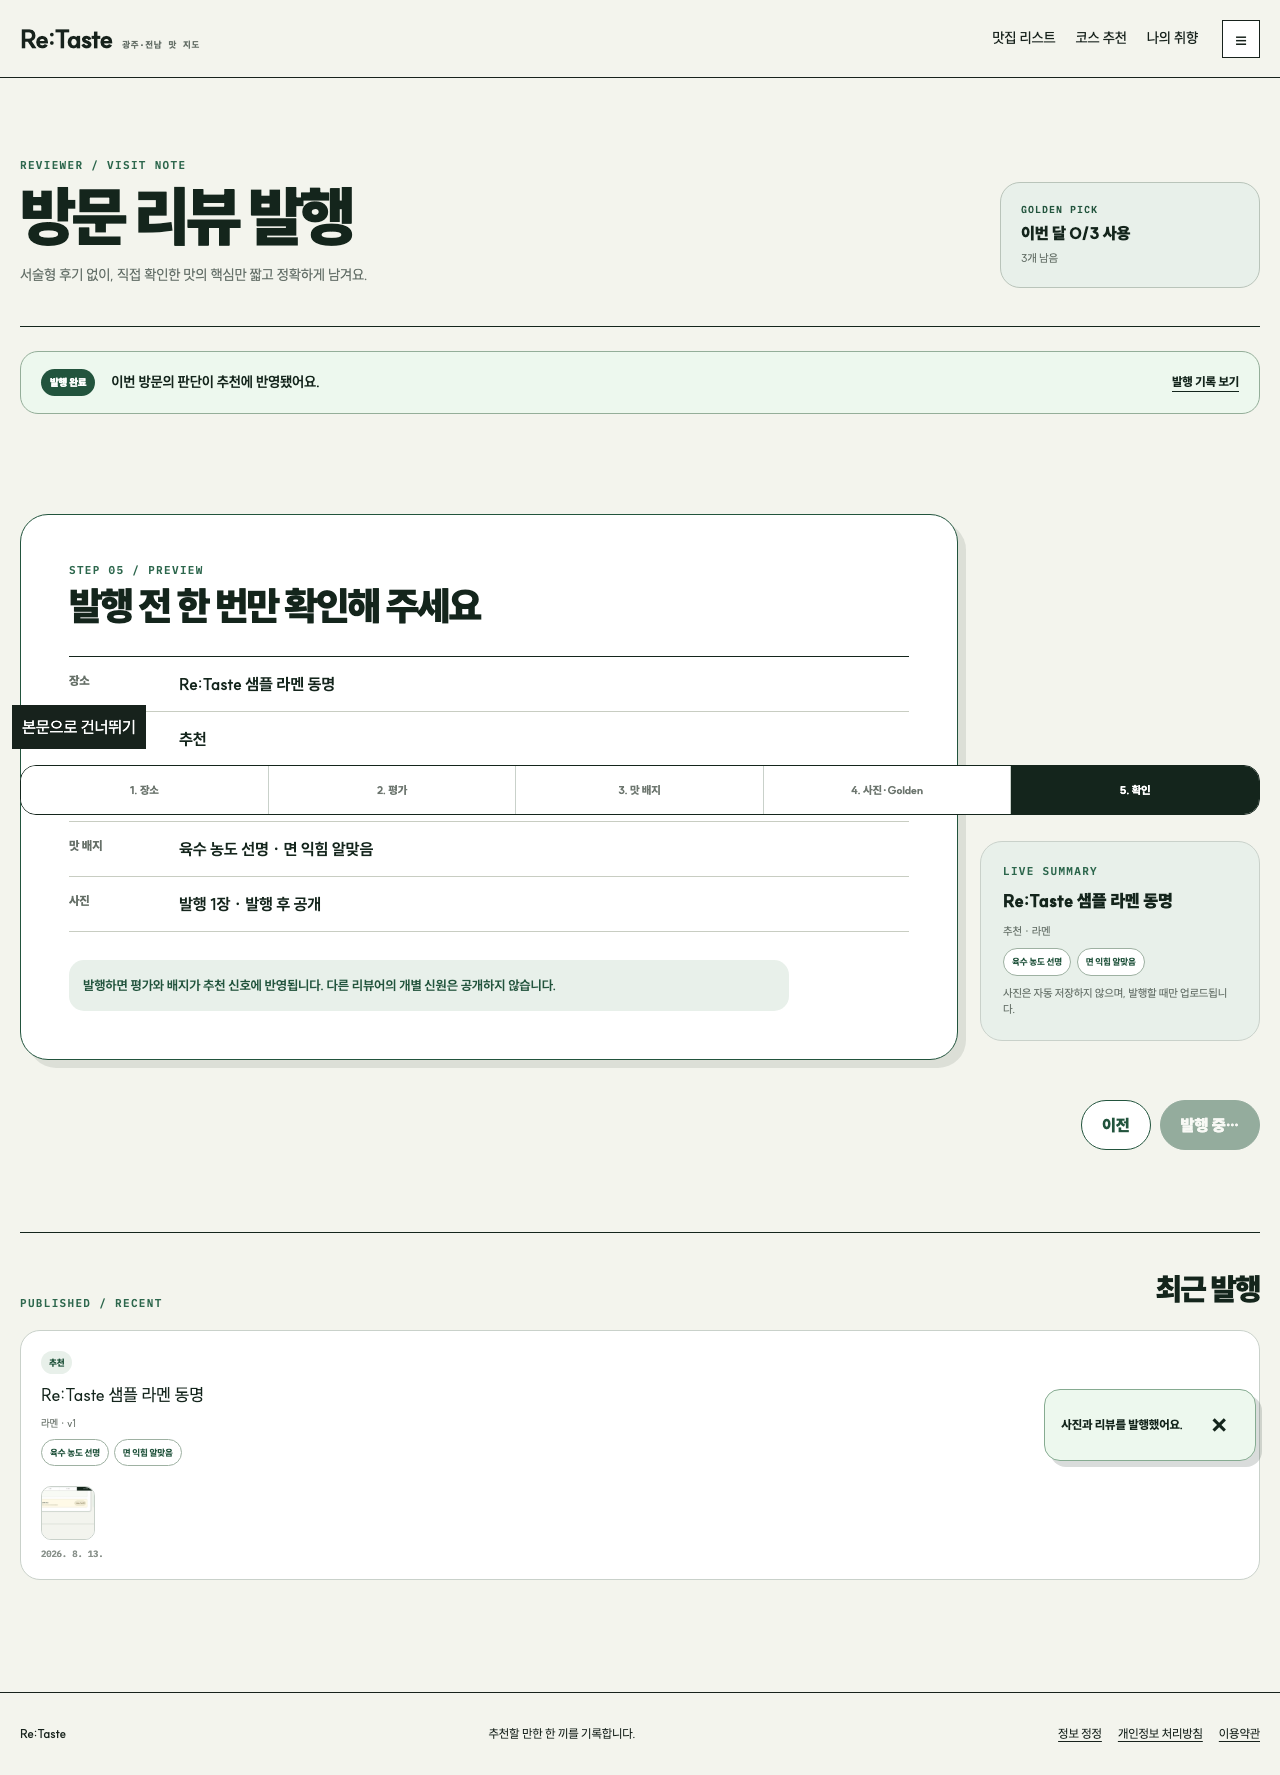 Re:Taste 광주·전남 맛 지도
맛집 리스트
코스 추천
나의 취향
REVIEWER / VISIT NOTE
방문 리뷰 발행
서술형 후기 없이, 직접 확인한 맛의 핵심만 짧고 정확하게 남겨요.
GOLDEN PICK
이번 달 0/3 사용
3개 남음
발행 완료
이번 방문의 판단이 추천에 반영됐어요.
발행 기록 보기
STEP 05 / PREVIEW
발행 전 한 번만 확인해 주세요
장소
Re:Taste 샘플 라멘 동명
본문으로 건너뛰기
추천
1. 장소
2. 평가
3. 맛 배지
4. 사진·Golden
5. 확인
맛 배지
육수 농도 선명 · 면 익힘 알맞음
사진
발행 1장 · 발행 후 공개
발행하면 평가와 배지가 추천 신호에 반영됩니다. 다른 리뷰어의 개별 신원은 공개하지 않습니다.
LIVE SUMMARY
Re:Taste 샘플 라멘 동명
추천 · 라멘
육수 농도 선명
면 익힘 알맞음
사진은 자동 저장하지 않으며, 발행할 때만 업로드됩니
다.
이전
발행 중…
PUBLISHED / RECENT
최근 발행
추천
Re:Taste 샘플 라멘 동명
라멘 · v1
육수 농도 선명
면 익힘 알맞음
2026. 8. 13.
사진과 리뷰를 발행했어요.
Re:Taste
추천할 만한 한 끼를 기록합니다.
정보 정정
개인정보 처리방침
이용약관